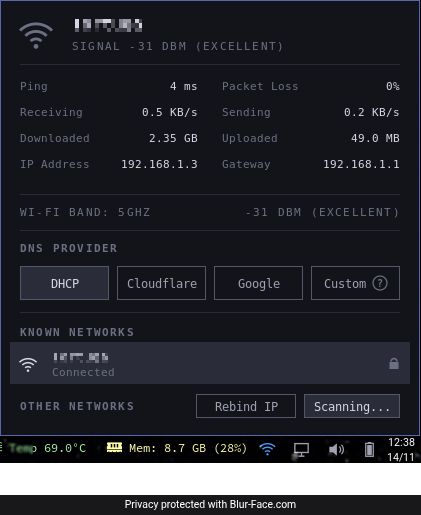 SIGNAL -31 DBM (EXCELLENT)
Ping 4 ms Packet Loss 0%
Receiving 0.5 KB/s Sending 0.2 KB/s
Downloaded 2.35 GB Uploaded 49.0 MB
IP Address 192.168.1.3 Gateway 192.168.1.1
WI-FI BAND: 5GHZ -31 DBM (EXCELLENT)
DNS PROVIDER
DHCP Cloudflare Google Custom ?
KNOWN NETWORKS
Connected
OTHER NETWORKS Rebind IP Scanning...
Temp 69.0°C Mem: 8.7 GB (28%) 12:38
14/11
Privacy protected with Blur-Face.com